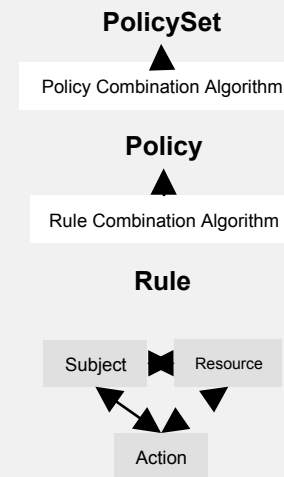 PolicySet
Policy Combination Algorithm
Policy
Rule Combination Algorithm
Rule
Subject
Resource
Action